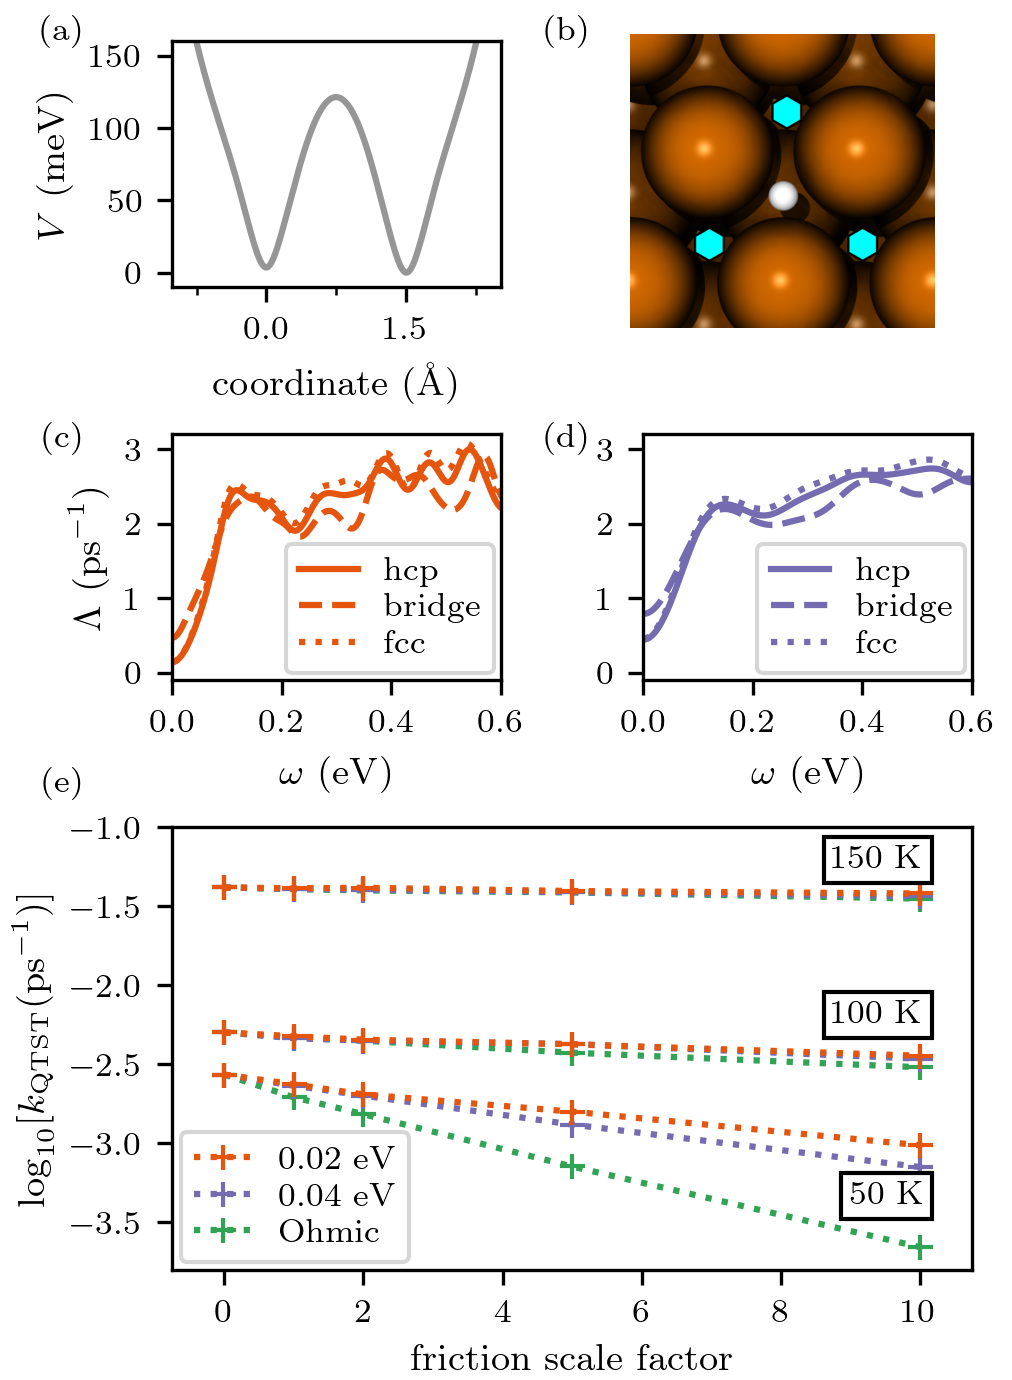 (a)
150
100
50
0
V (meV)
0.0 1.5
coordinate (Å)
(b)
(c)
3
2
1
0
Λ (ps⁻¹)
hcp
bridge
fcc
0.0 0.2 0.4 0.6
ω (eV)
(d)
3
2
1
0
hcp
bridge
fcc
0.0 0.2 0.4 0.6
ω (eV)
(e)
−1.0
−1.5
−2.0
−2.5
−3.0
−3.5
log₁₀[k_QTST(ps⁻¹)]
150 K
100 K
50 K
0.02 eV
0.04 eV
Ohmic
0 2 4 6 8 10
friction scale factor